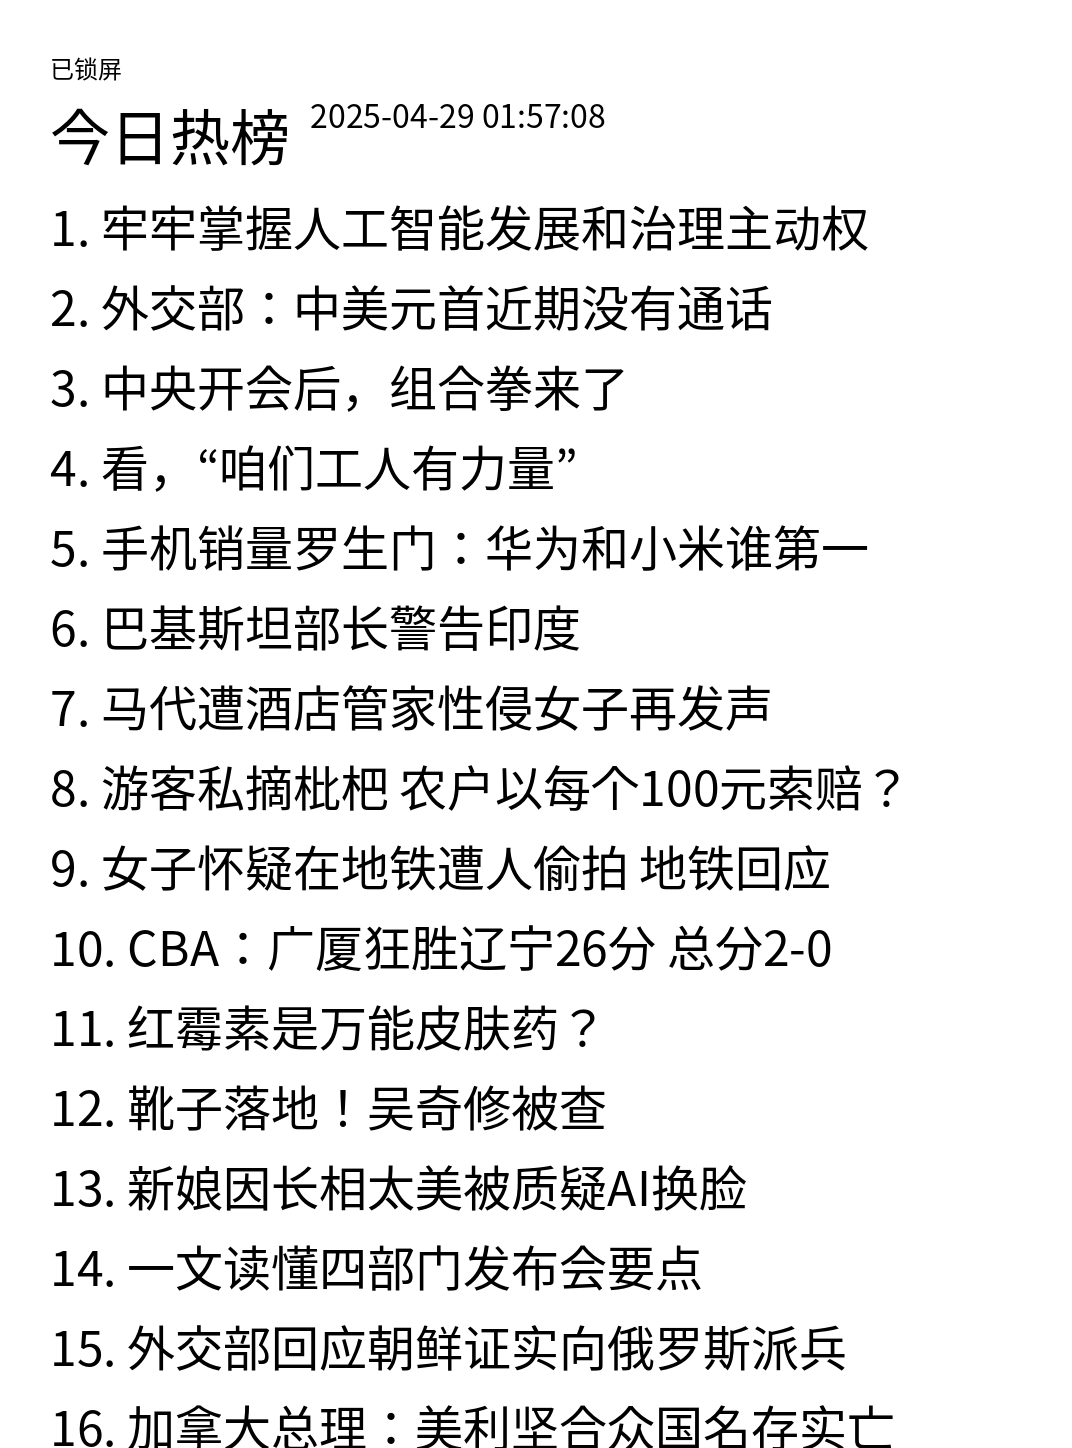 已锁屏
今日热榜 2025-04-29 01:57:08
1. 牢牢掌握人工智能发展和治理主动权
2. 外交部：中美元首近期没有通话
3. 中央开会后，组合拳来了
4. 看，“咱们工人有力量”
5. 手机销量罗生门：华为和小米谁第一
6. 巴基斯坦部长警告印度
7. 马代遭酒店管家性侵女子再发声
8. 游客私摘枇杷 农户以每个100元索赔？
9. 女子怀疑在地铁遭人偷拍 地铁回应
10. CBA：广厦狂胜辽宁26分 总分2-0
11. 红霉素是万能皮肤药？
12. 靴子落地！吴奇修被查
13. 新娘因长相太美被质疑AI换脸
14. 一文读懂四部门发布会要点
15. 外交部回应朝鲜证实向俄罗斯派兵
16. 加拿大总理：美利坚合众国名存实亡